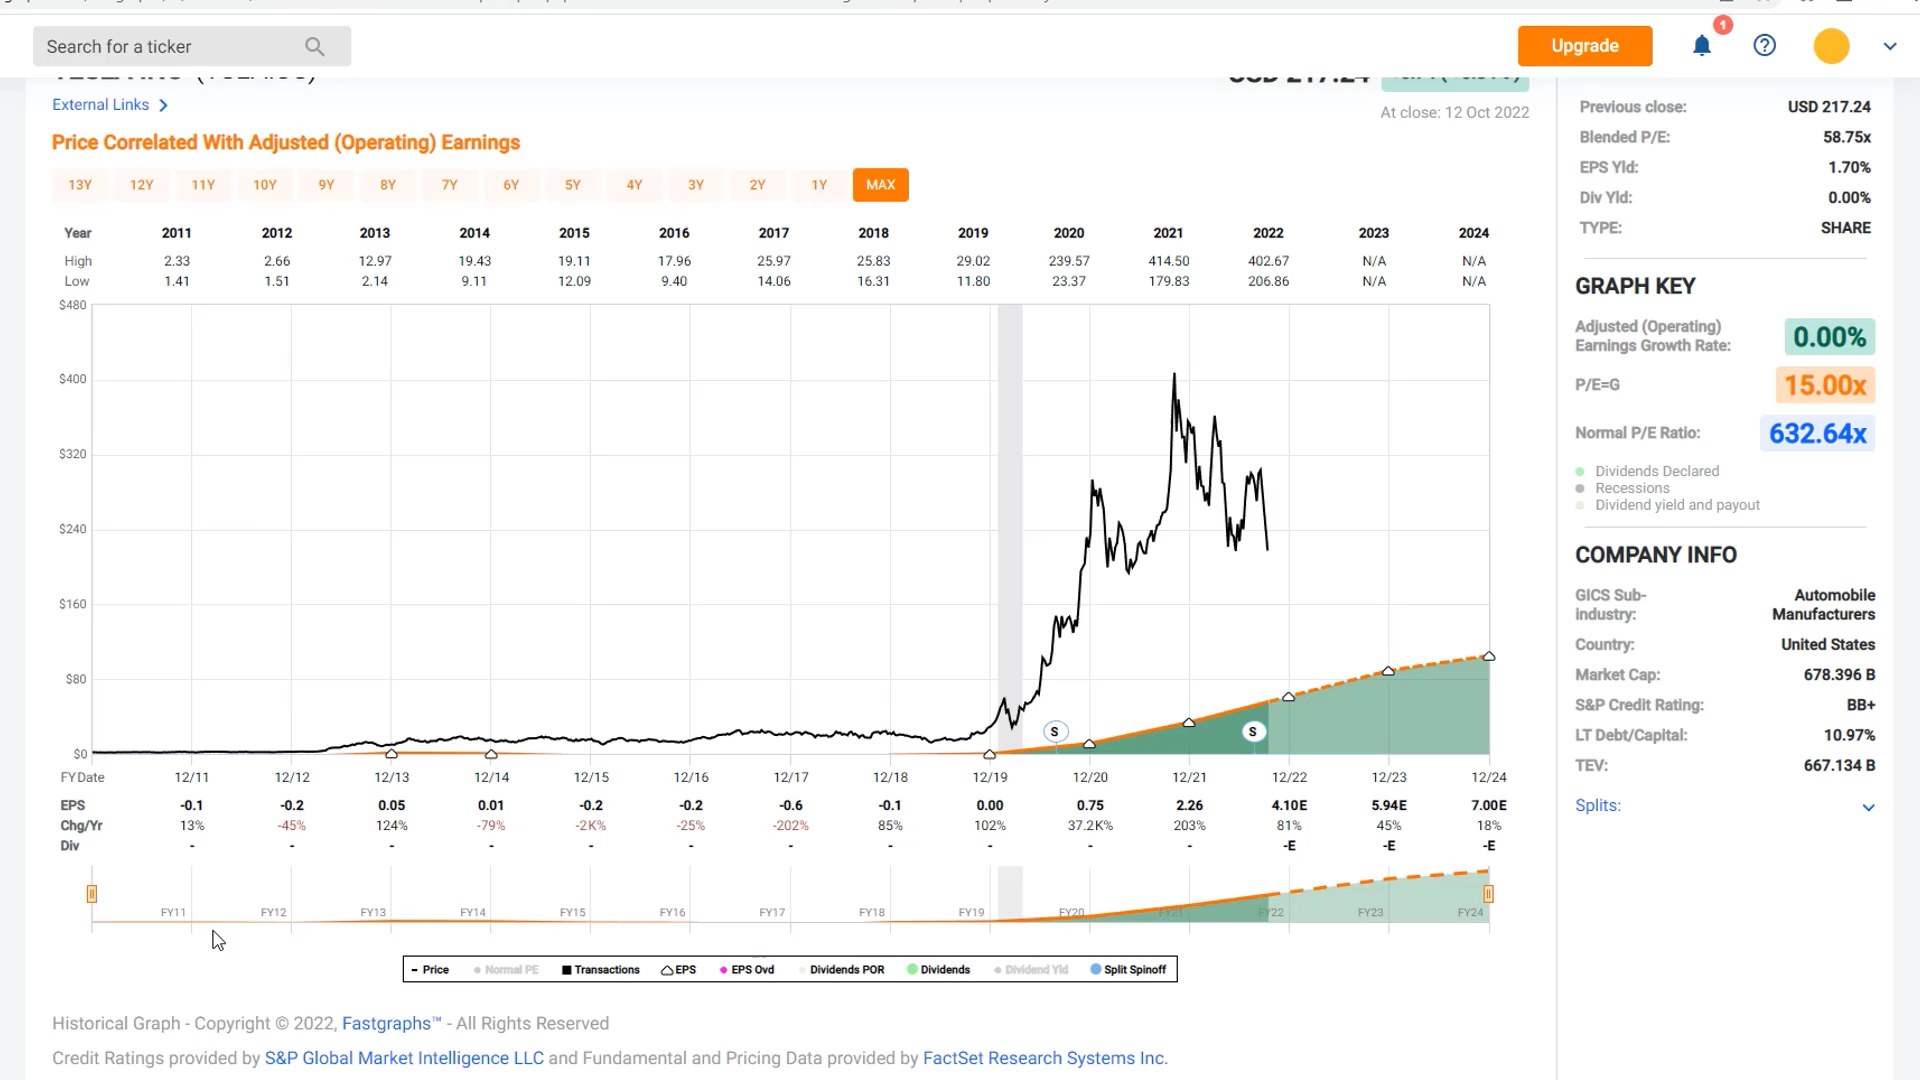 Search for a ticker
Upgrade
1
External Links
At close: 12 Oct 2022
Price Correlated With Adjusted (Operating) Earnings
13Y 12Y 11Y 10Y 9Y 8Y 7Y 6Y 5Y 4Y 3Y 2Y 1Y MAX
Year 2011 2012 2013 2014 2015 2016 2017 2018 2019 2020 2021 2022 2023 2024
High 2.33 2.66 12.97 19.43 19.11 17.96 25.97 25.83 29.02 239.57 414.50 402.67 N/A N/A
Low 1.41 1.51 2.14 9.11 12.09 9.40 14.06 16.31 11.80 23.37 179.83 206.86 N/A N/A
$480
$400
$320
$240
$160
$80
S S
$0
FY Date 12/11 12/12 12/13 12/14 12/15 12/16 12/17 12/18 12/19 12/20 12/21 12/22 12/23 12/24
EPS -0.1 -0.2 0.05 0.01 -0.2 -0.2 -0.6 -0.1 0.00 0.75 2.26 4.10E 5.94E 7.00E
Chg/Yr 13% -45% 124% -79% -2K% -25% -202% 85% 102% 37.2K% 203% 81% 45% 18%
Div - - - - - - - - - - - -E -E -E
FY11 FY12 FY13 FY14 FY15 FY16 FY17 FY18 FY19 FY20 FY21 FY22 FY23 FY24
Price Normal PE Transactions EPS EPS Ovd Dividends POR Dividends Dividend Yld Split Spinoff
Historical Graph - Copyright © 2022, Fastgraphs™ - All Rights Reserved
Credit Ratings provided by S&P Global Market Intelligence LLC and Fundamental and Pricing Data provided by FactSet Research Systems Inc.
Previous close: USD 217.24
Blended P/E: 58.75x
EPS Yld: 1.70%
Div Yld: 0.00%
TYPE: SHARE
GRAPH KEY
Adjusted (Operating)
Earnings Growth Rate: 0.00%
P/E=G 15.00x
Normal P/E Ratio: 632.64x
Dividends Declared
Recessions
Dividend yield and payout
COMPANY INFO
GICS Sub- Automobile
industry: Manufacturers
Country: United States
Market Cap: 678.396 B
S&P Credit Rating: BB+
LT Debt/Capital: 10.97%
TEV: 667.134 B
Splits: